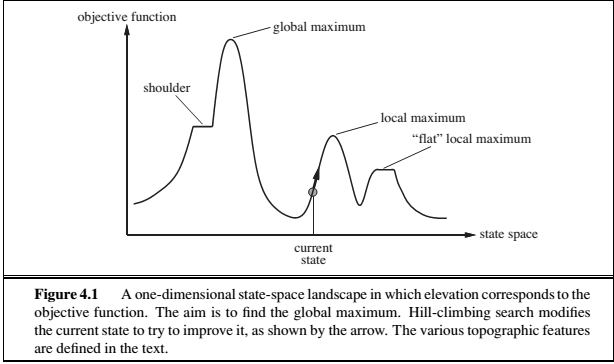 objective function
global maximum
shoulder
local maximum
“flat” local maximum
state space
current
state
Figure 4.1 A one-dimensional state-space landscape in which elevation corresponds to the
objective function. The aim is to find the global maximum. Hill-climbing search modifies
the current state to try to improve it, as shown by the arrow. The various topographic features
are defined in the text.